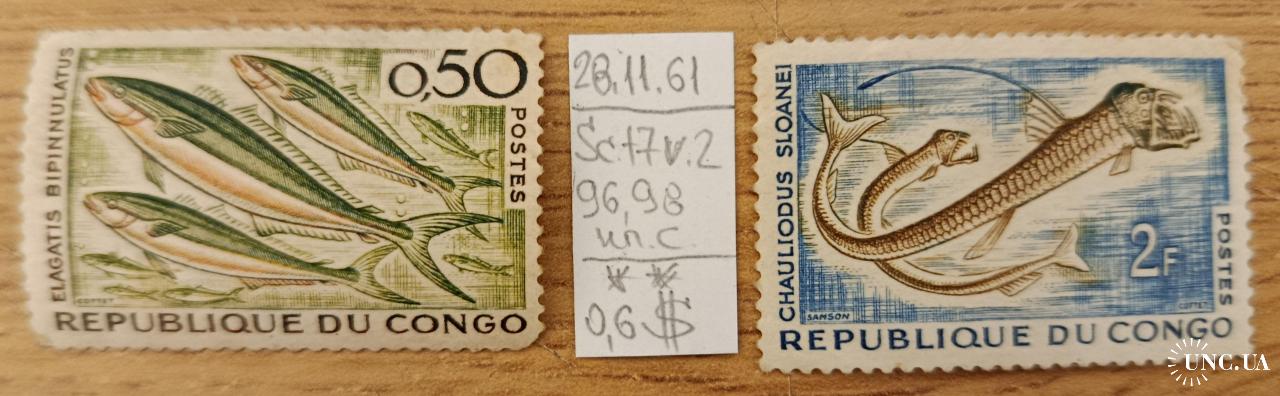 ELAGATIS BIPINNULATUS
0,50
POSTES
COTTET
REPUBLIQUE DU CONGO
28.11.61
Sc.17v.2
96,98
un.c.
* *
0,6$
CHAULIODUS SLOANEI
2F
POSTES
SAMSON
COTTET
REPUBLIQUE DU CONGO
UNC.UA